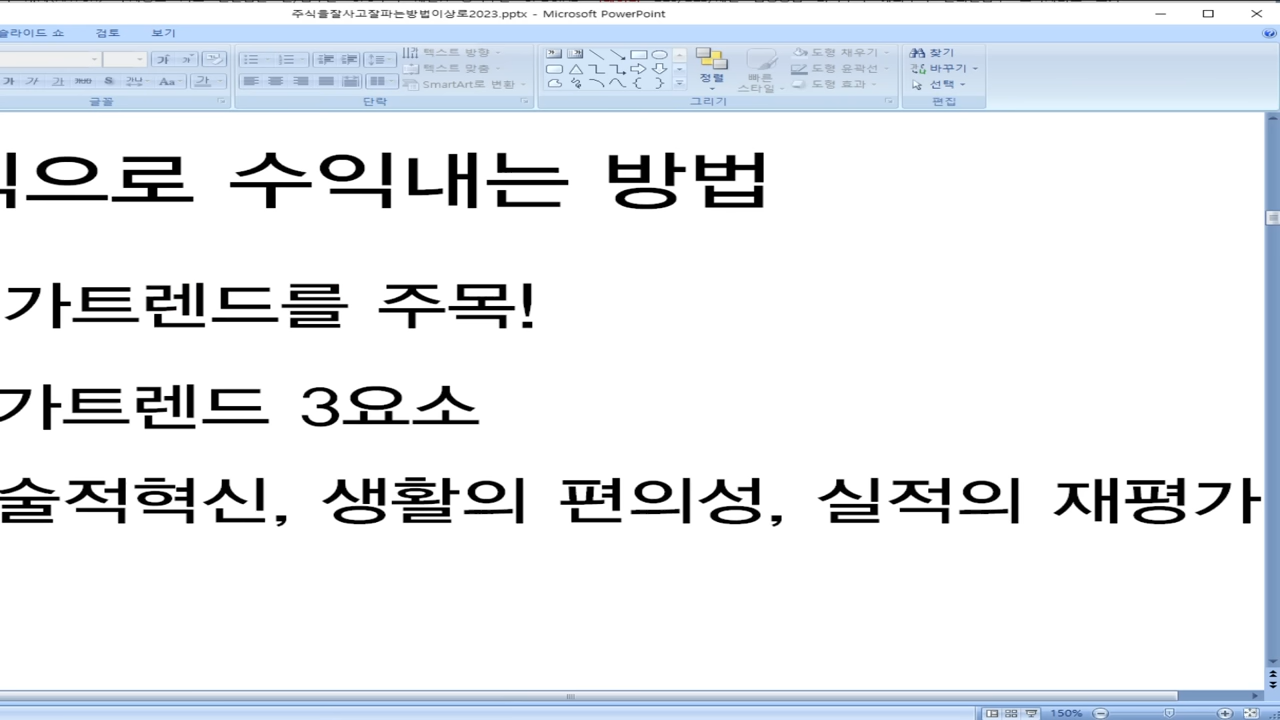 주식을잘사고잘파는방법이상로2023.pptx - Microsoft PowerPoint
슬라이드 쇼 검토 보기
텍스트 방향
텍스트 맞춤
SmartArt로 변환
정렬
빠른
스타일
도형 채우기
도형 윤곽선
도형 효과
찾기
바꾸기
선택
글꼴 단락 그리기 편집
식으로 수익내는 방법
가트렌드를 주목!
가트렌드 3요소
술적혁신, 생활의 편의성, 실적의 재평가
150%